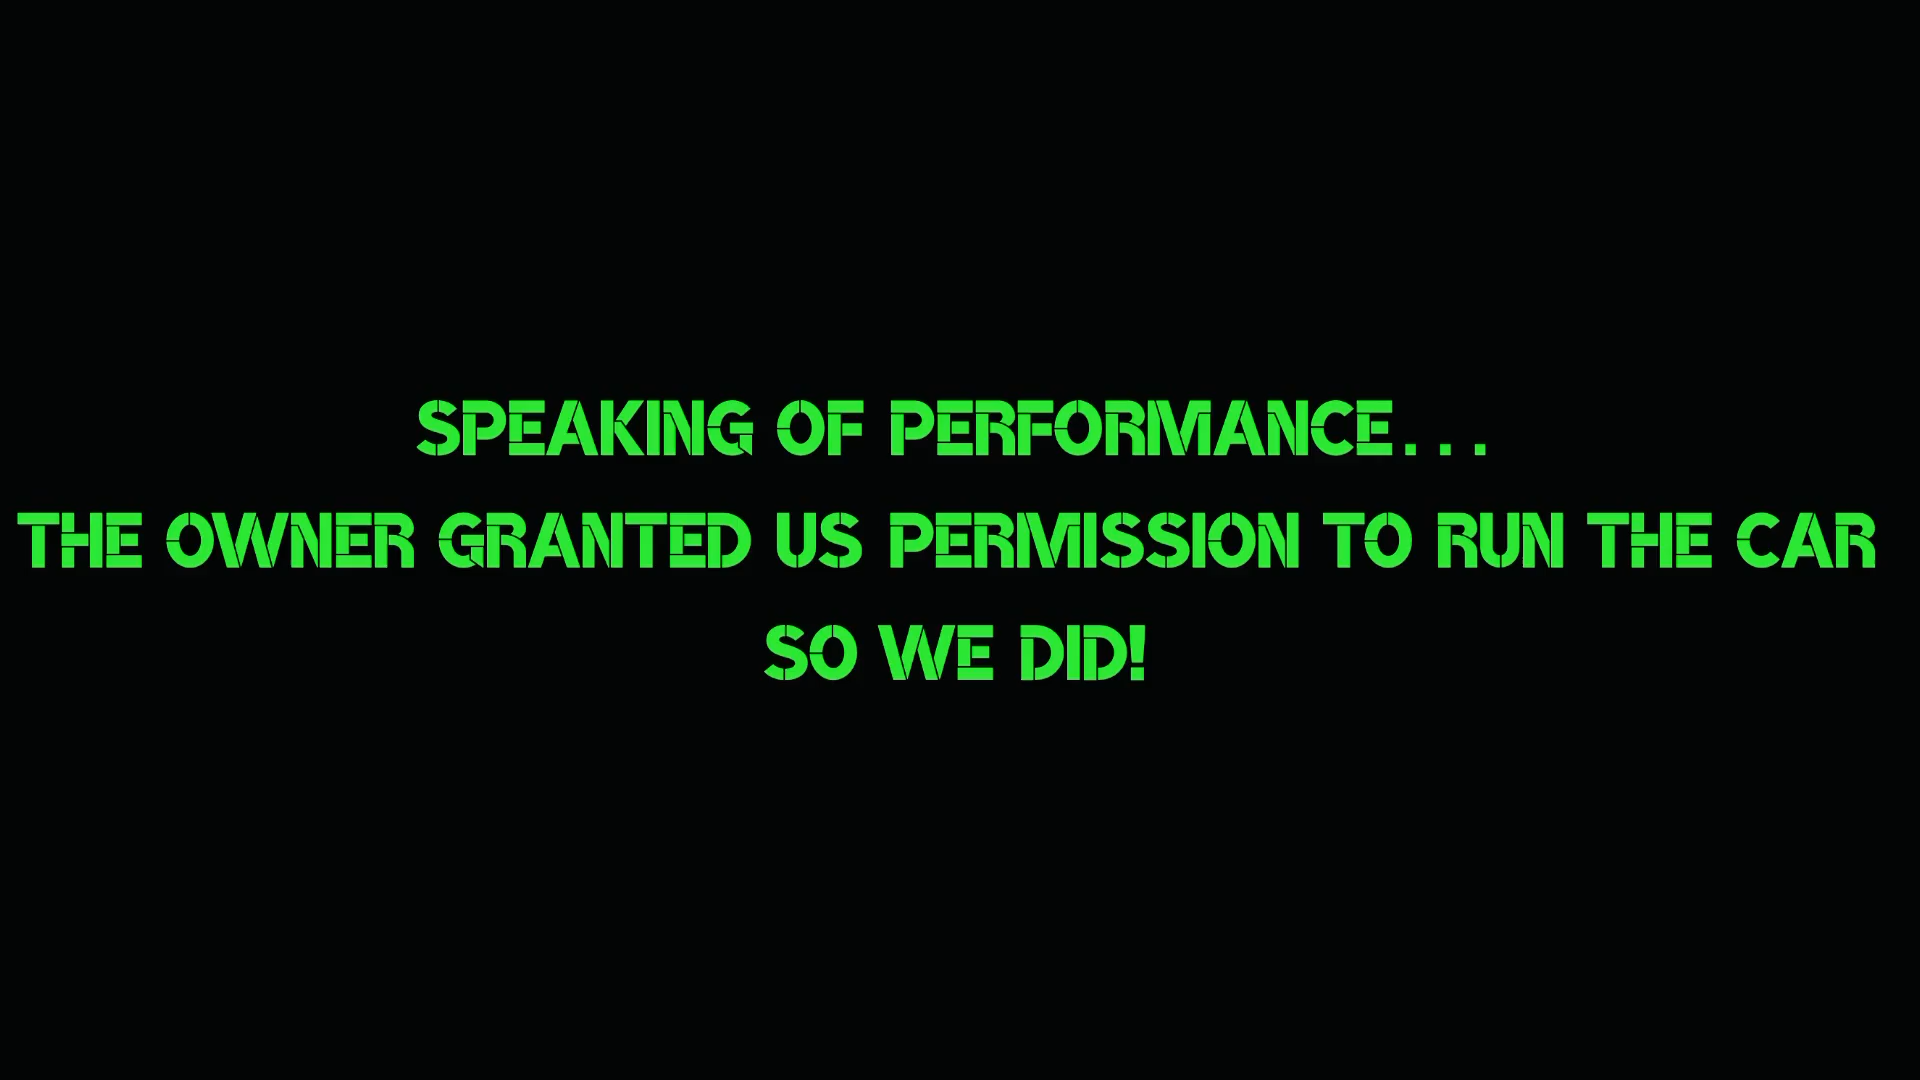 SPEAKING OF PERFORMANCE...
THE OWNER GRANTED US PERMISSION TO RUN THE CAR
SO WE DID!